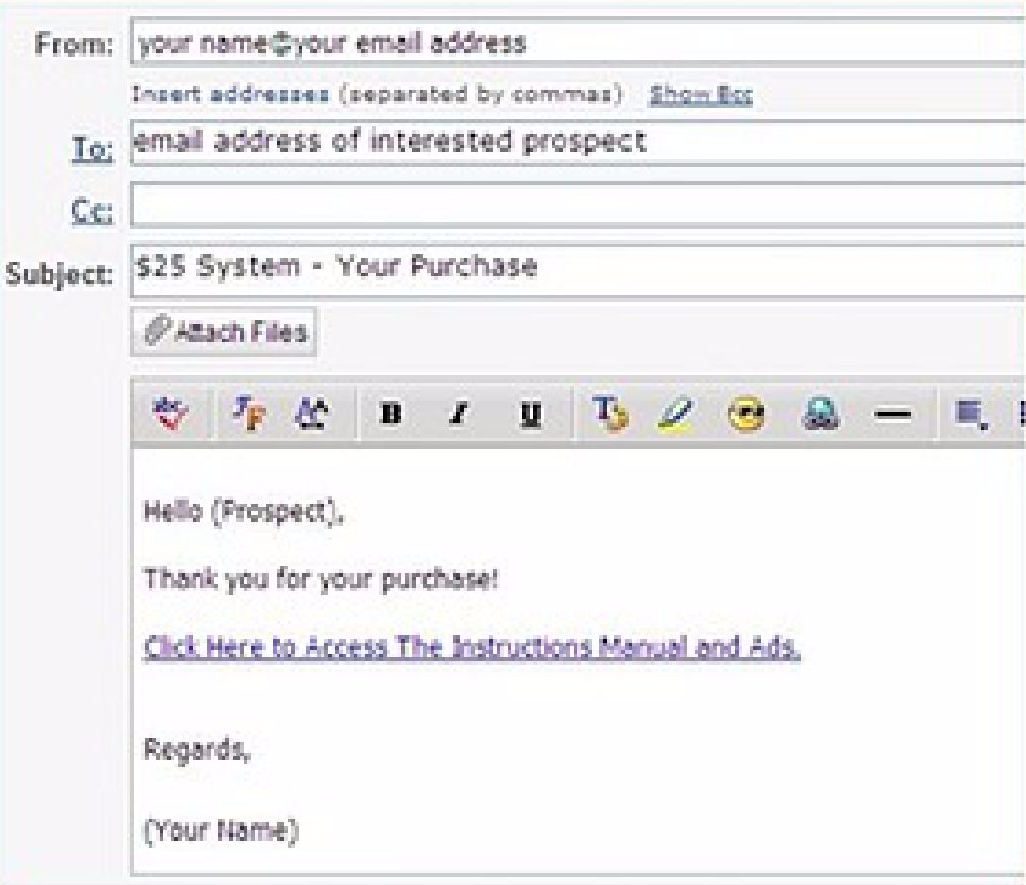 From: your name@your email address
Insert addresses (separated by commas) Show Bcc
To: email address of interested prospect
Cc:
Subject: $25 System - Your Purchase
Attach Files
B I U
Hello (Prospect),
Thank you for your purchase!
Click Here to Access The Instructions Manual and Ads.
Regards,
(Your Name)